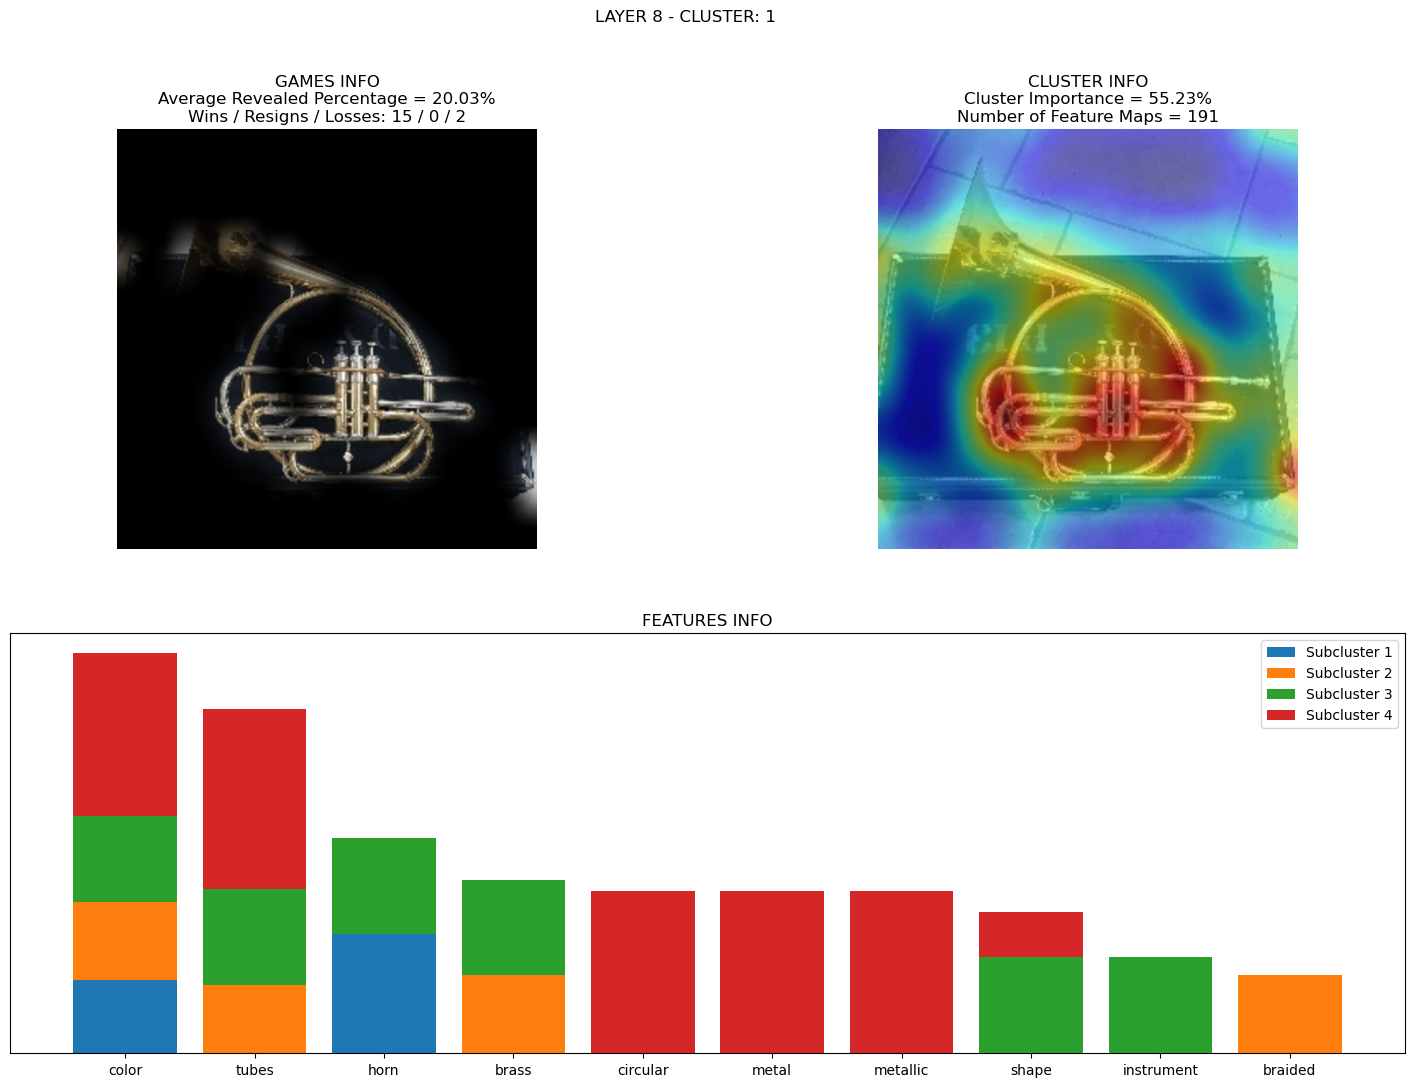 LAYER 8 - CLUSTER: 1
GAMES INFO
Average Revealed Percentage = 20.03%
Wins / Resigns / Losses: 15 / 0 / 2
CLUSTER INFO
Cluster Importance = 55.23%
Number of Feature Maps = 191
FEATURES INFO
Subcluster 1
Subcluster 2
Subcluster 3
Subcluster 4
color
tubes
horn
brass
circular
metal
metallic
shape
instrument
braided